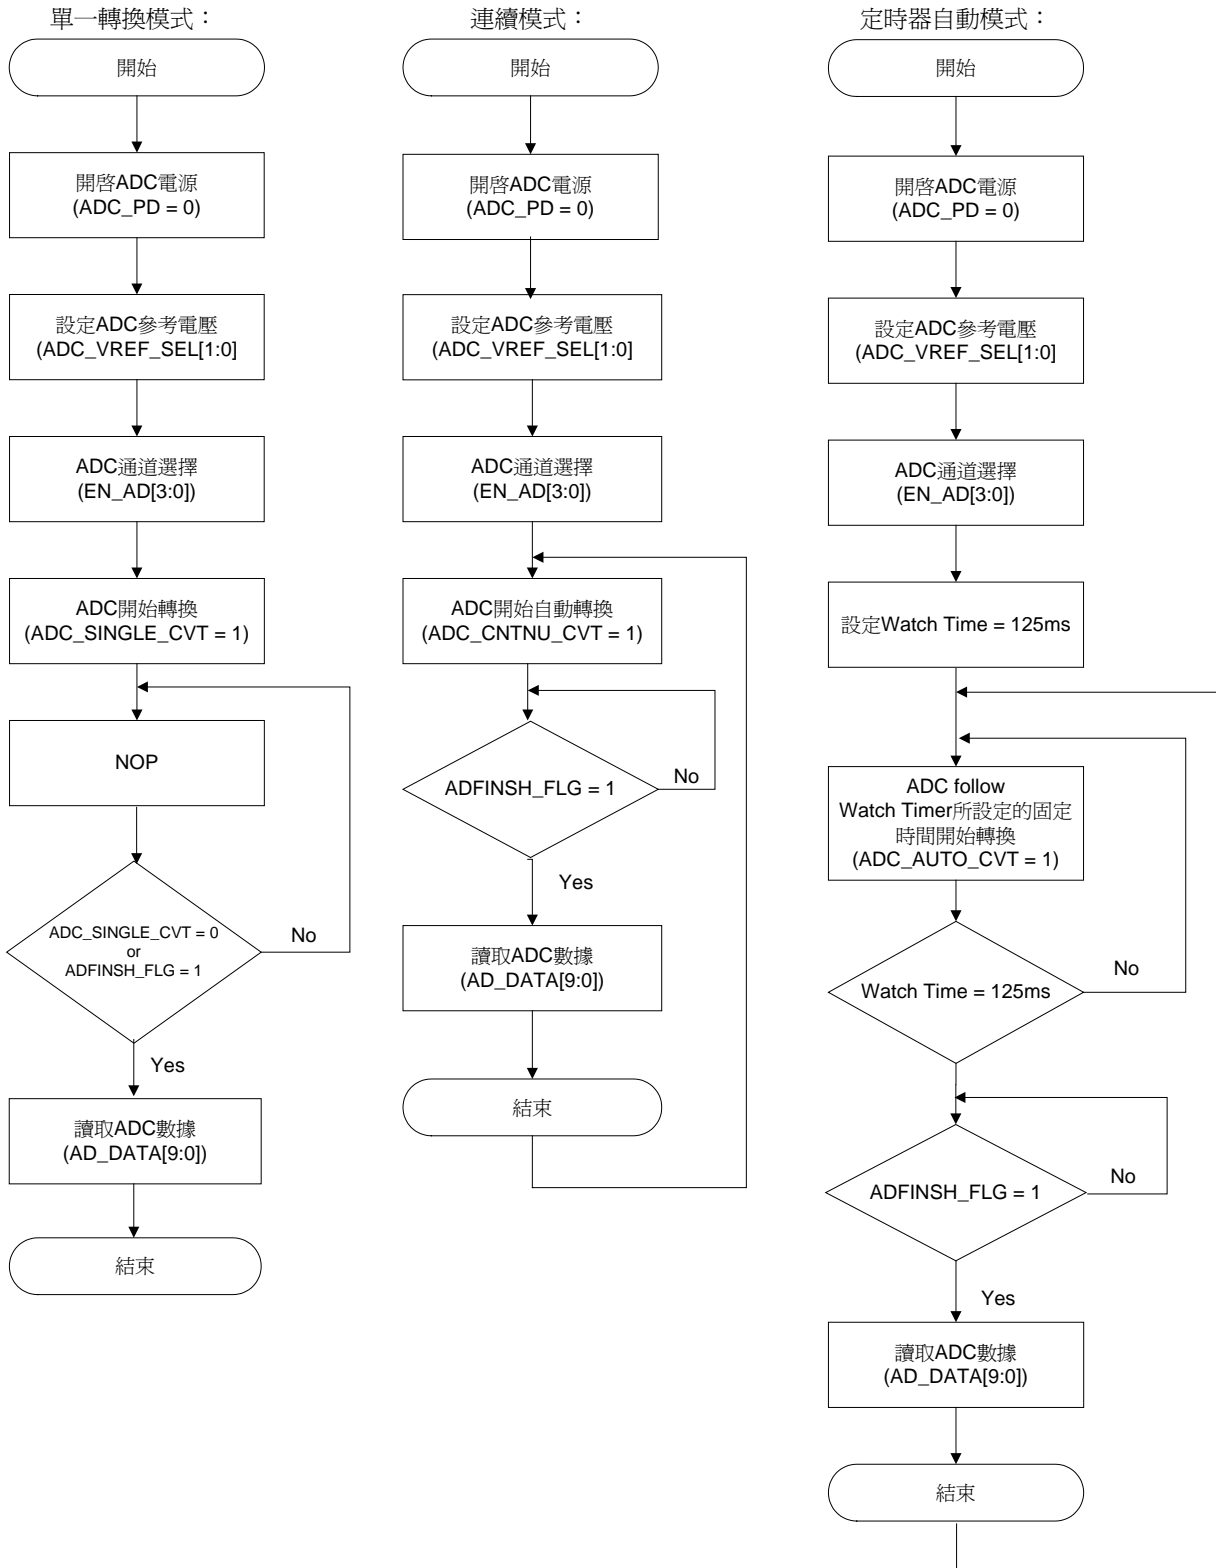 單一轉換模式：
開始
開啓ADC電源
(ADC_PD = 0)
設定ADC參考電壓
(ADC_VREF_SEL[1:0]
ADC通道選擇
(EN_AD[3:0])
ADC開始轉換
(ADC_SINGLE_CVT = 1)
NOP
ADC_SINGLE_CVT = 0
or
ADFINSH_FLG = 1
No
Yes
讀取ADC數據
(AD_DATA[9:0])
結束
連續模式：
開始
開啓ADC電源
(ADC_PD = 0)
設定ADC參考電壓
(ADC_VREF_SEL[1:0]
ADC通道選擇
(EN_AD[3:0])
ADC開始自動轉換
(ADC_CNTNU_CVT = 1)
ADFINSH_FLG = 1
No
Yes
讀取ADC數據
(AD_DATA[9:0])
結束
定時器自動模式：
開始
開啓ADC電源
(ADC_PD = 0)
設定ADC參考電壓
(ADC_VREF_SEL[1:0]
ADC通道選擇
(EN_AD[3:0])
設定Watch Time = 125ms
ADC follow
Watch Timer所設定的固定
時間開始轉換
(ADC_AUTO_CVT = 1)
Watch Time = 125ms
No
ADFINSH_FLG = 1
No
Yes
讀取ADC數據
(AD_DATA[9:0])
結束